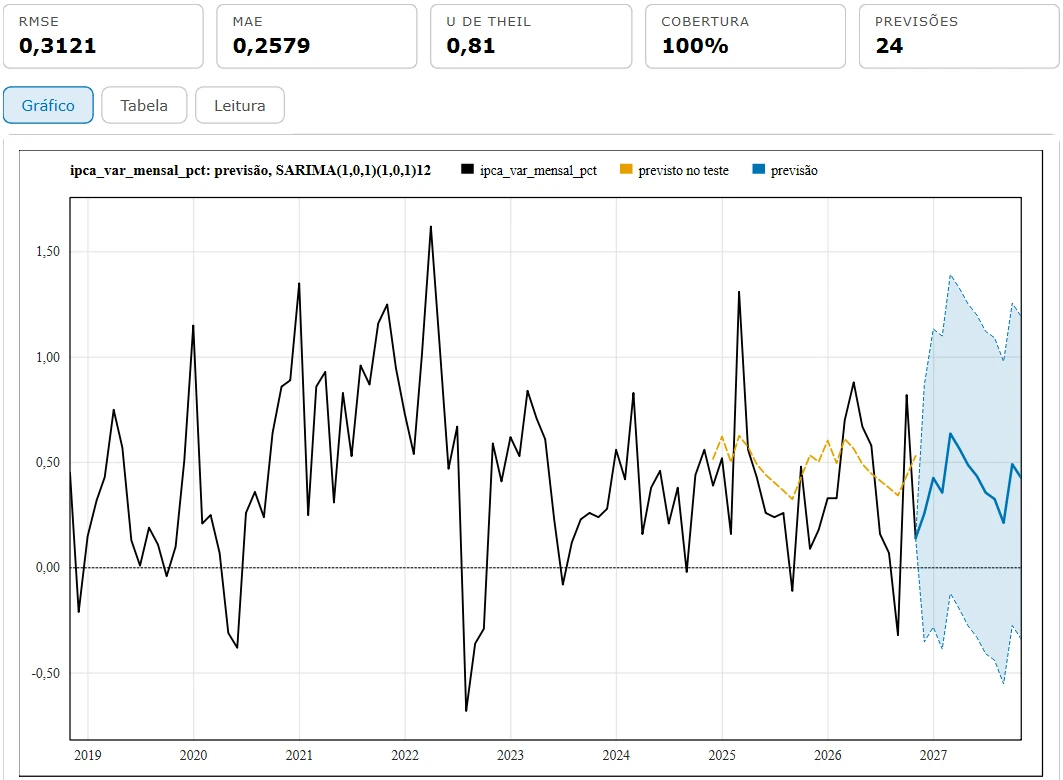 RMSE MAE U DE THEIL COBERTURA PREVISÕES
0,3121 0,2579 0,81 100% 24
Gráfico Tabela Leitura
ipca_var_mensal_pct: previsão, SARIMA(1,0,1)(1,0,1)12 ipca_var_mensal_pct previsto no teste previsão
1,50
1,00
0,50
0,00
-0,50
2019 2020 2021 2022 2023 2024 2025 2026 2027